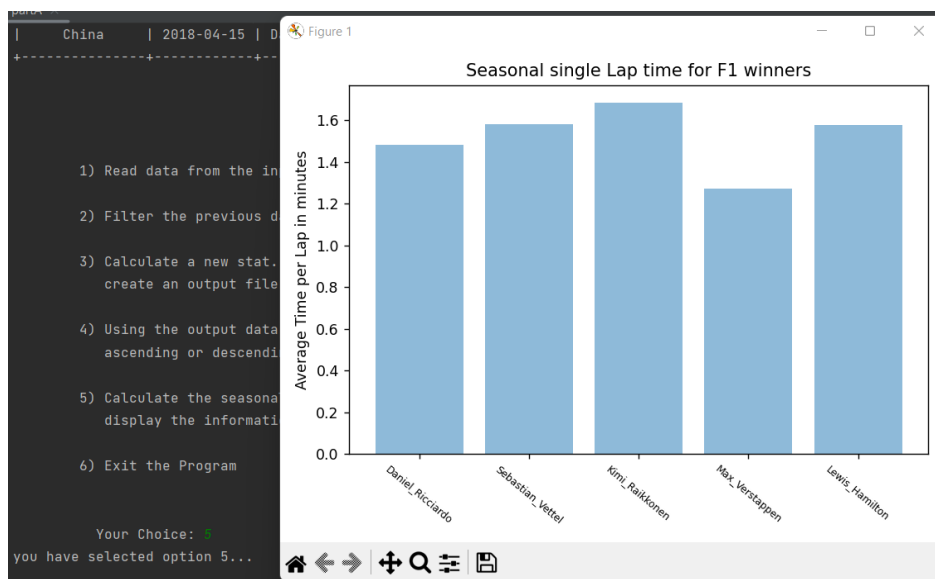 partA
| China | 2018-04-15 | D
+---------------+------------+--
1) Read data from the in
2) Filter the previous d
3) Calculate a new stat.
create an output file
4) Using the output data
ascending or descendi
5) Calculate the seasonal
display the informati
6) Exit the Program
Your Choice: 5
you have selected option 5...
Figure 1
Seasonal single Lap time for F1 winners
Average Time per Lap in minutes
1.6
1.4
1.2
1.0
0.8
0.6
0.4
0.2
0.0
Daniel_Ricciardo
Sebastian_Vettel
Kimi_Raikkonen
Max_Verstappen
Lewis_Hamilton